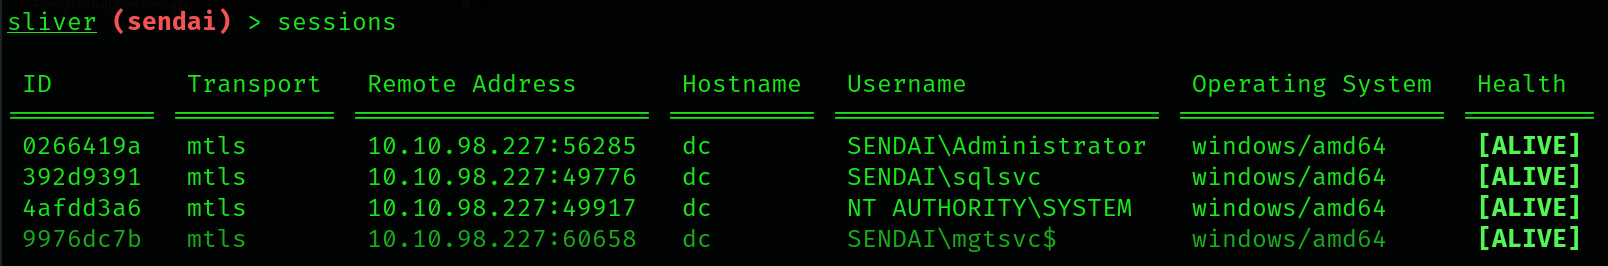 sliver (sendai) > sessions
ID Transport Remote Address Hostname Username Operating System Health
0266419a mtls 10.10.98.227:56285 dc SENDAI\Administrator windows/amd64 [ALIVE]
392d9391 mtls 10.10.98.227:49776 dc SENDAI\sqlsvc windows/amd64 [ALIVE]
4afdd3a6 mtls 10.10.98.227:49917 dc NT AUTHORITY\SYSTEM windows/amd64 [ALIVE]
9976dc7b mtls 10.10.98.227:60658 dc SENDAI\mgtsvc$ windows/amd64 [ALIVE]